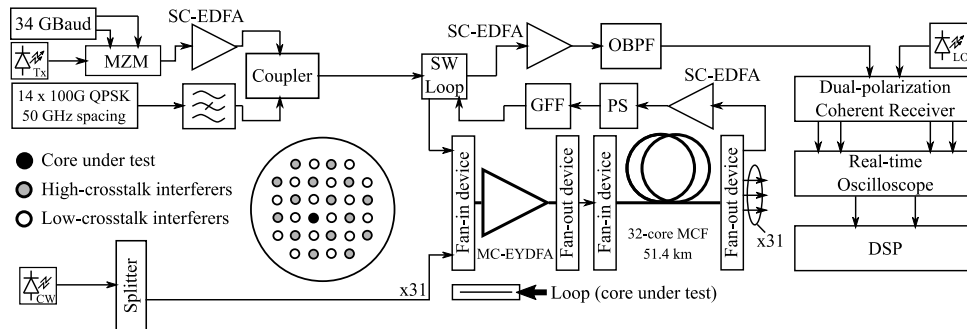 34 GBaud
Tx
MZM
SC-EDFA
Coupler
14 x 100G QPSK
50 GHz spacing
SW
Loop
SC-EDFA
OBPF
LO
GFF
PS
SC-EDFA
Dual-polarization
Coherent Receiver
Real-time
Oscilloscope
DSP
Core under test
High-crosstalk interferers
Low-crosstalk interferers
Fan-in device
MC-EYDFA
Fan-out device
Fan-in device
32-core MCF
51.4 km
Fan-out device
x31
CW
Splitter
x31
Loop (core under test)